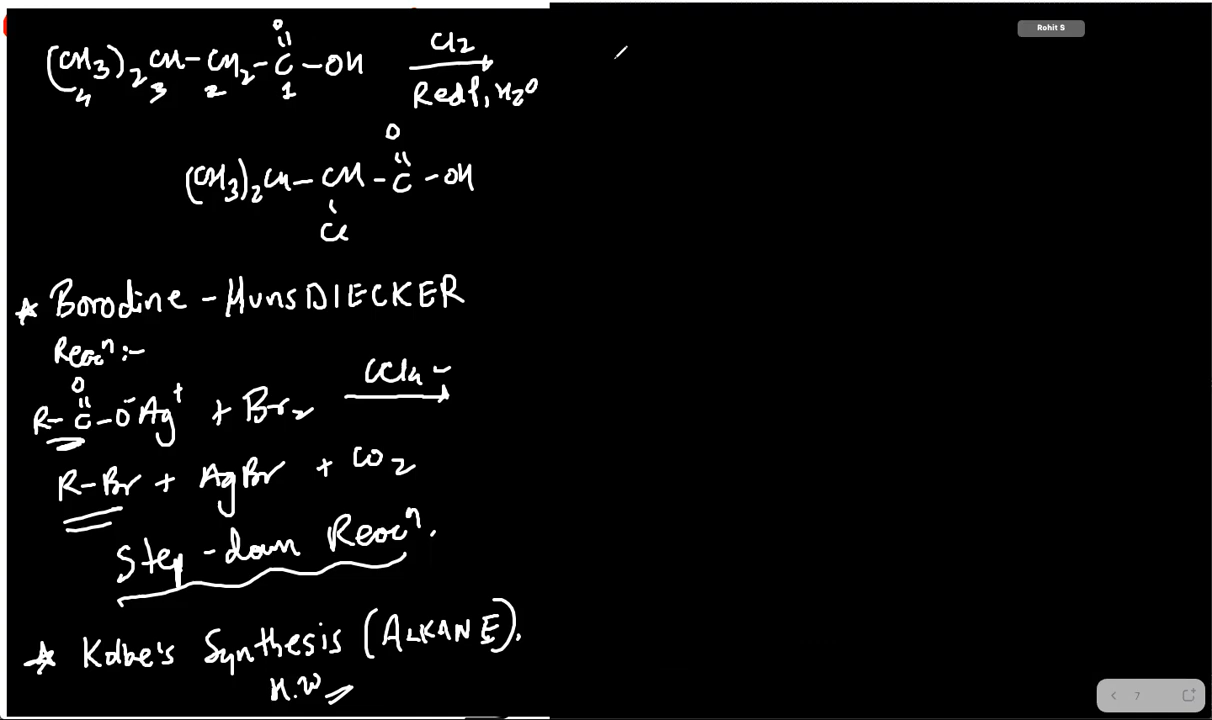 O
(CH3)2CH-CH2-C-OH Cl2
4 3 2 1 Red P, H2O
O
(CH3)2CH-CH-C-OH
Cl
* Borodine - HUNSDIECKER
Reacⁿ:-
O
R-C-O⁻Ag⁺ + Br2 CCl4
R-Br + AgBr + CO2
Step-down Reacⁿ.
* Kolbe's Synthesis (ALKANE).
H.W
Rohit S
7